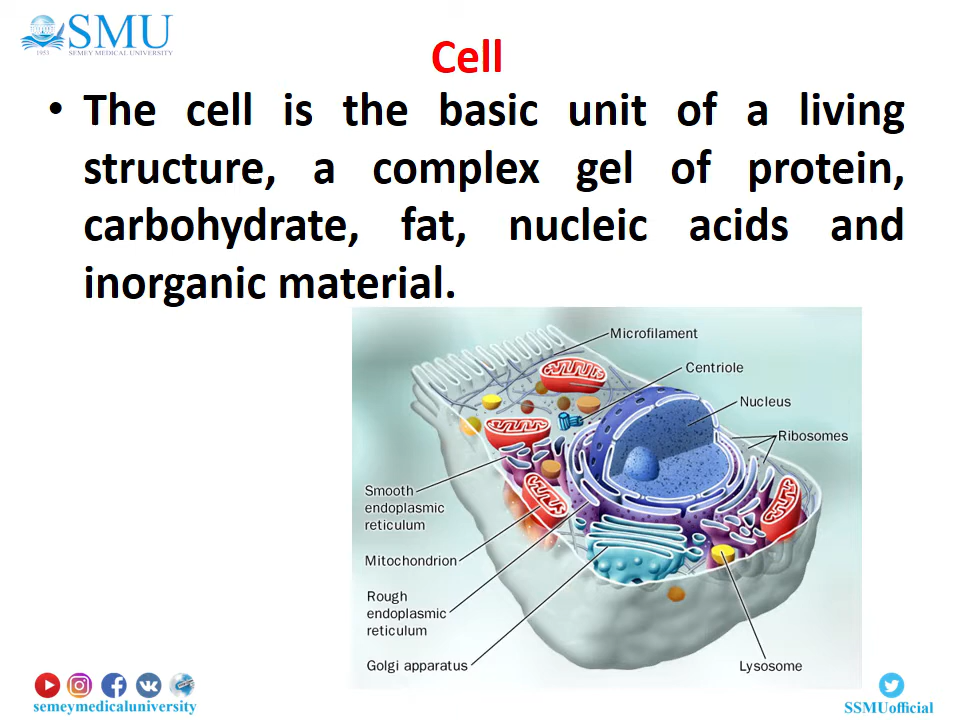 SMU
1953 SEMEY MEDICAL UNIVERSITY
Cell
• The cell is the basic unit of a living
structure, a complex gel of protein,
carbohydrate, fat, nucleic acids and
inorganic material.
Microfilament
Centriole
Nucleus
Ribosomes
Smooth
endoplasmic
reticulum
Mitochondrion
Rough
endoplasmic
reticulum
Golgi apparatus
Lysosome
semeymedicaluniversity
SSMUofficial